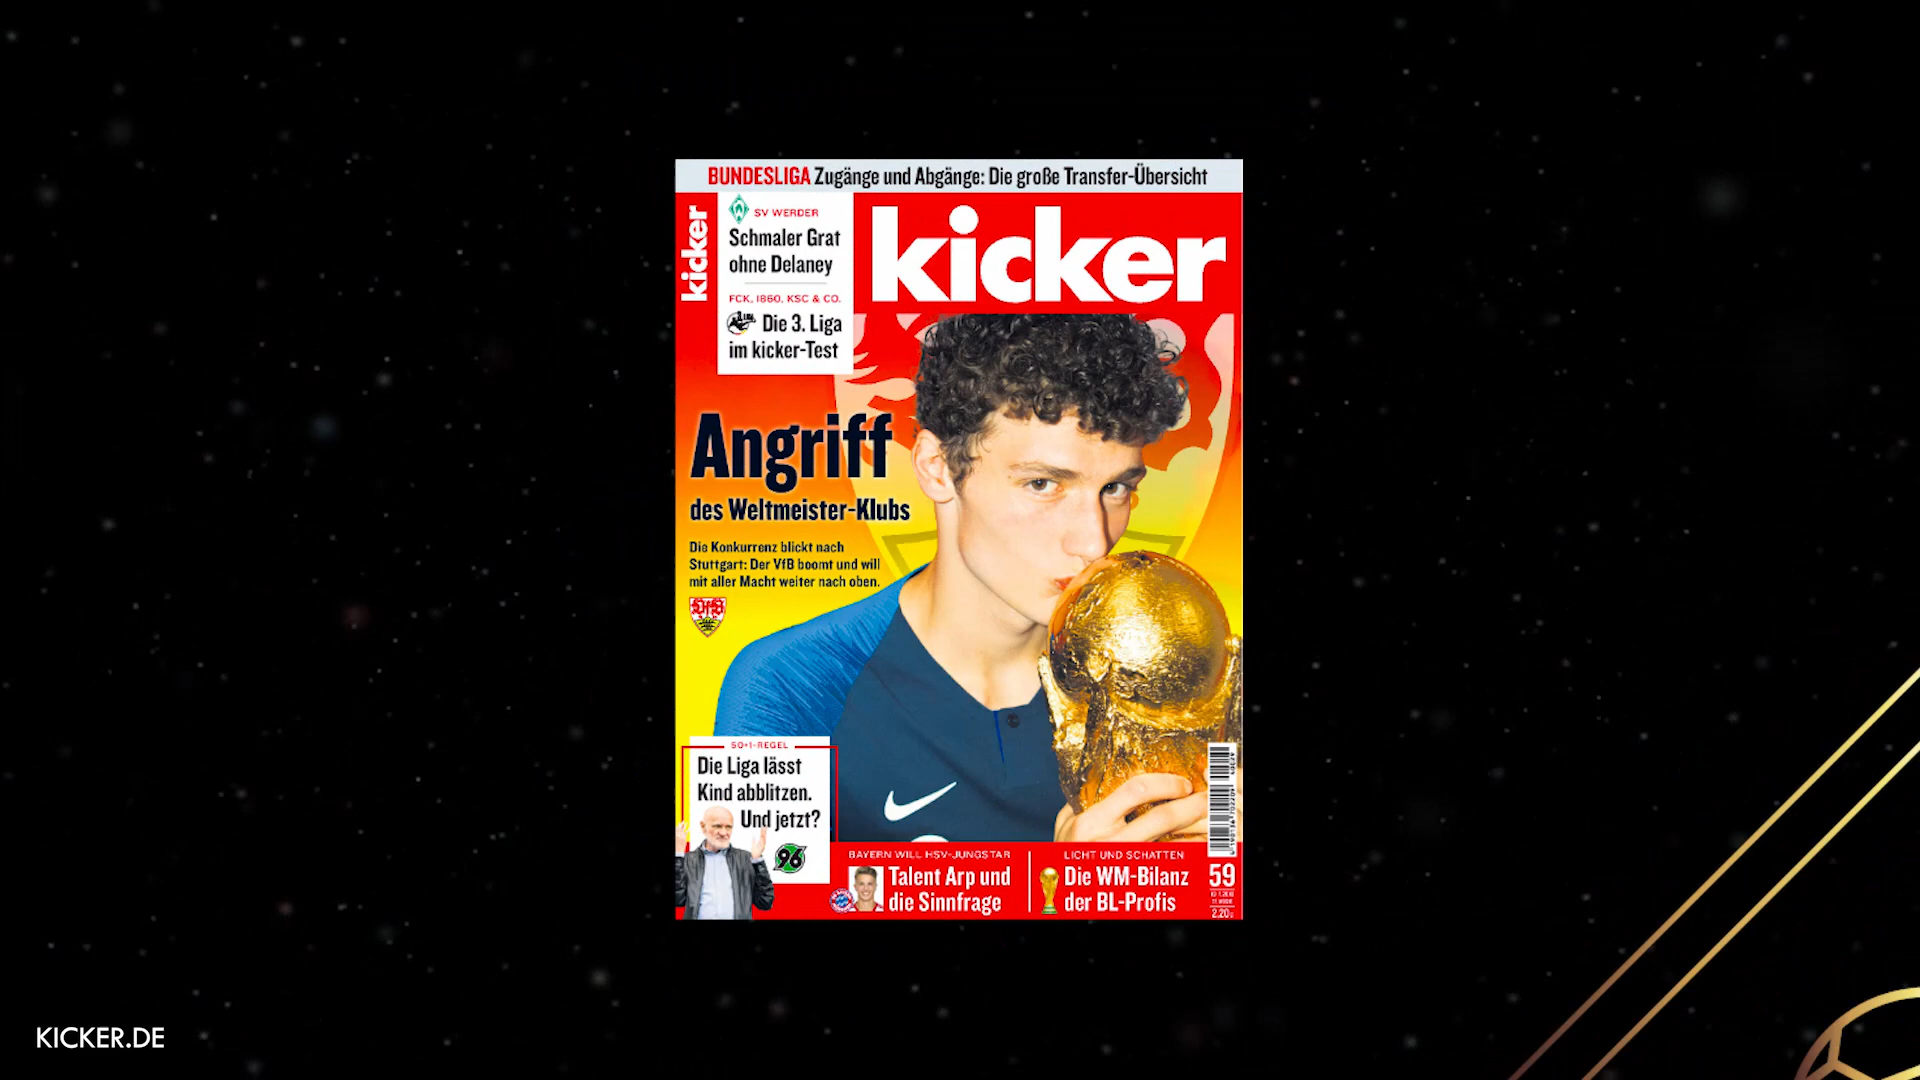 BUNDESLIGA Zugänge und Abgänge: Die große Transfer-Übersicht
kicker
SV WERDER
Schmaler Grat
ohne Delaney
FCK, 1860, KSC & CO.
Die 3. Liga
im kicker-Test
kicker
Angriff
des Weltmeister-Klubs
Die Konkurrenz blickt nach
Stuttgart: Der VfB boomt und will
mit aller Macht weiter nach oben.
VfB
50+1-REGEL
Die Liga lässt
Kind abblitzen.
Und jetzt?
96
BAYERN WILL HSV-JUNGSTAR
Talent Arp und
die Sinnfrage
LICHT UND SCHATTEN
Die WM-Bilanz
der BL-Profis
59
2,20
KICKER.DE